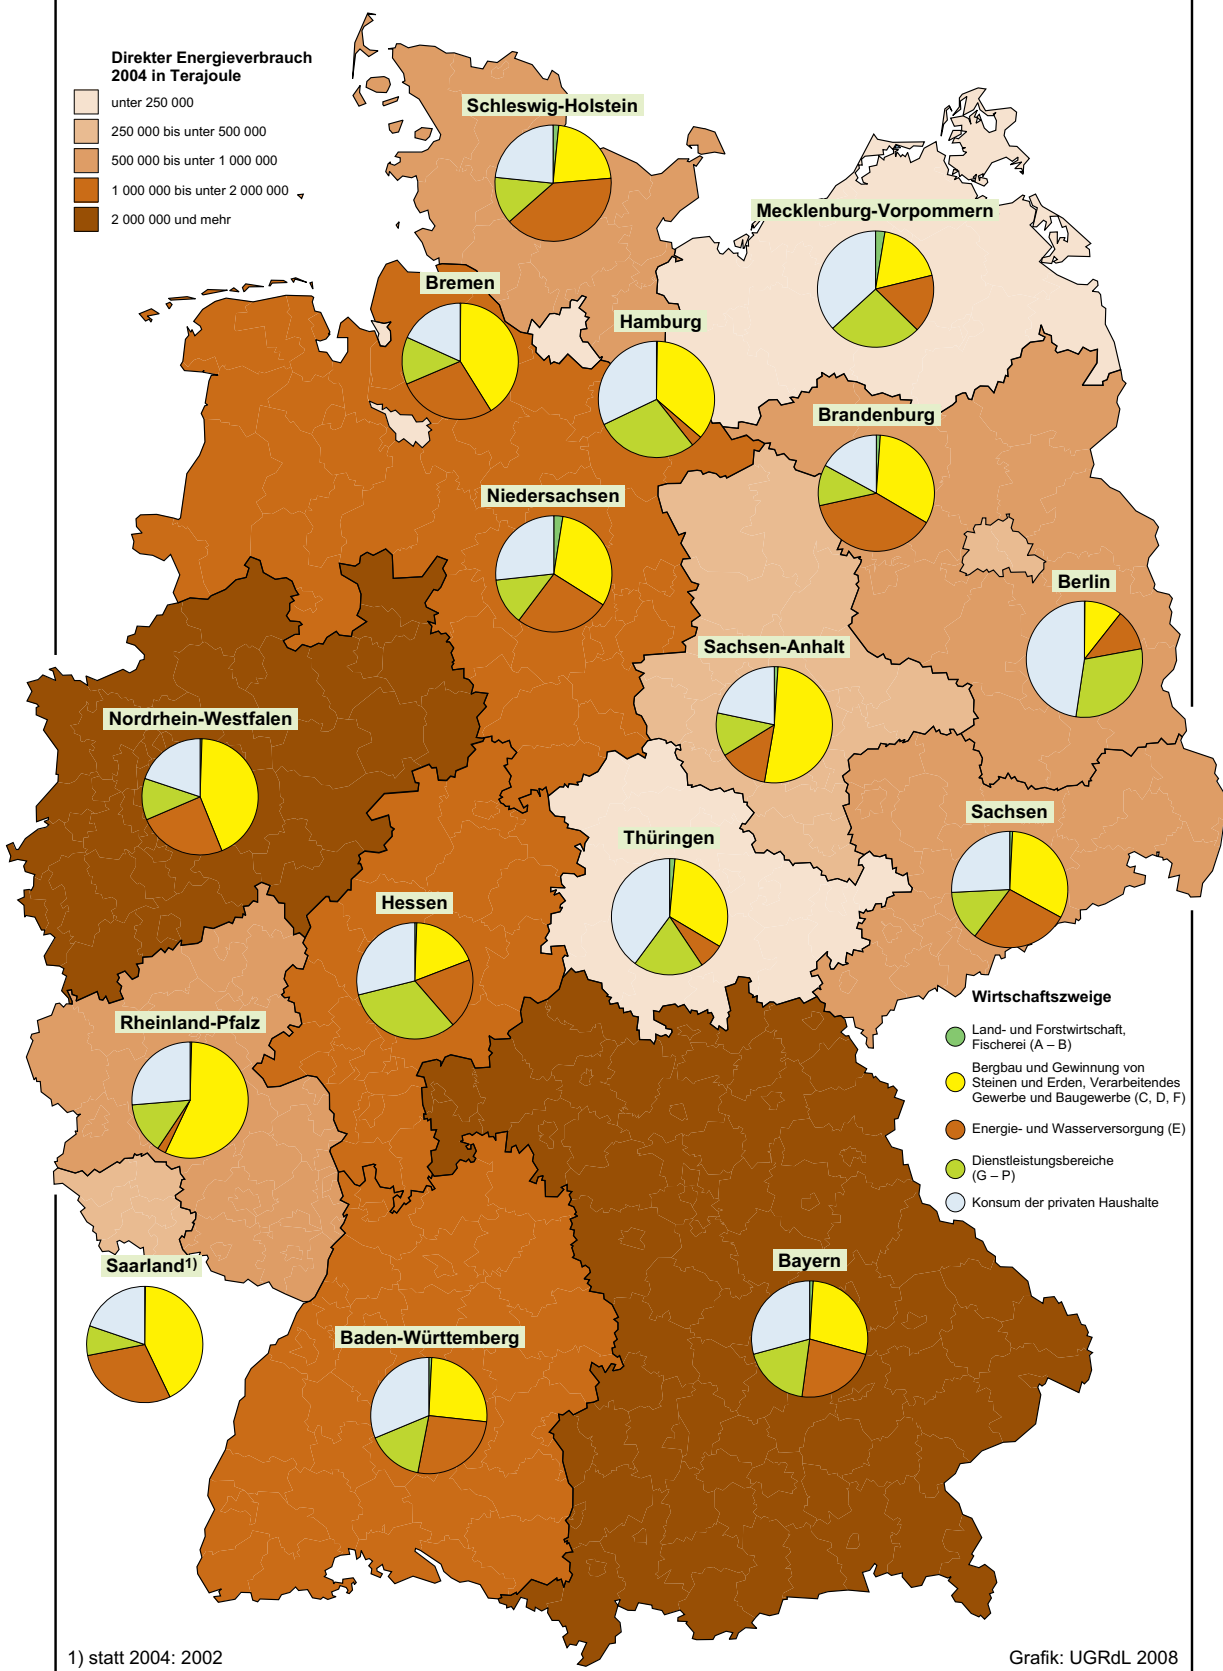 Direkter Energieverbrauch
2004 in Terajoule
unter 250 000
250 000 bis unter 500 000
500 000 bis unter 1 000 000
1 000 000 bis unter 2 000 000
2 000 000 und mehr
Schleswig-Holstein
Mecklenburg-Vorpommern
Bremen
Hamburg
Brandenburg
Niedersachsen
Berlin
Sachsen-Anhalt
Nordrhein-Westfalen
Sachsen
Thüringen
Hessen
Rheinland-Pfalz
Wirtschaftszweige
Land- und Forstwirtschaft,
Fischerei (A – B)
Bergbau und Gewinnung von
Steinen und Erden, Verarbeitendes
Gewerbe und Baugewerbe (C, D, F)
Energie- und Wasserversorgung (E)
Dienstleistungsbereiche
(G – P)
Konsum der privaten Haushalte
Saarland1)
Bayern
Baden-Württemberg
1) statt 2004: 2002
Grafik: UGRdL 2008